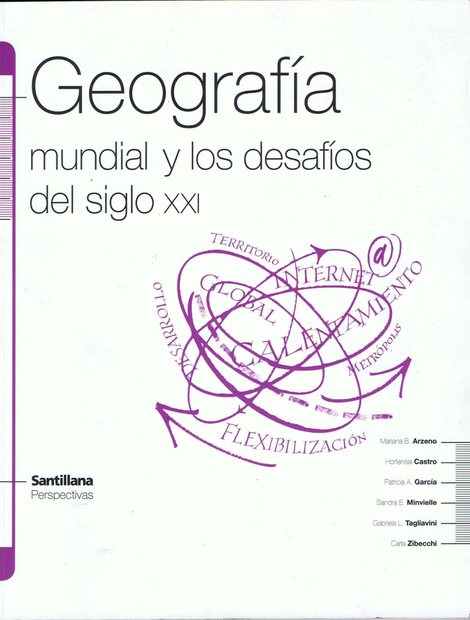 Geografía
mundial y los desafíos
del siglo XXI
TERRITORIO
@
INTERNET
GLOBAL
DESARROLLO
CALENTAMIENTO
METRÓPOLIS
FLEXIBILIZACIÓN
Mariana B. Arzeno
Hortensia Castro
Patricia A. García
Sandra E. Minvielle
Gabriela L. Tagliavini
Carla Zibecchi
Santillana
Perspectivas